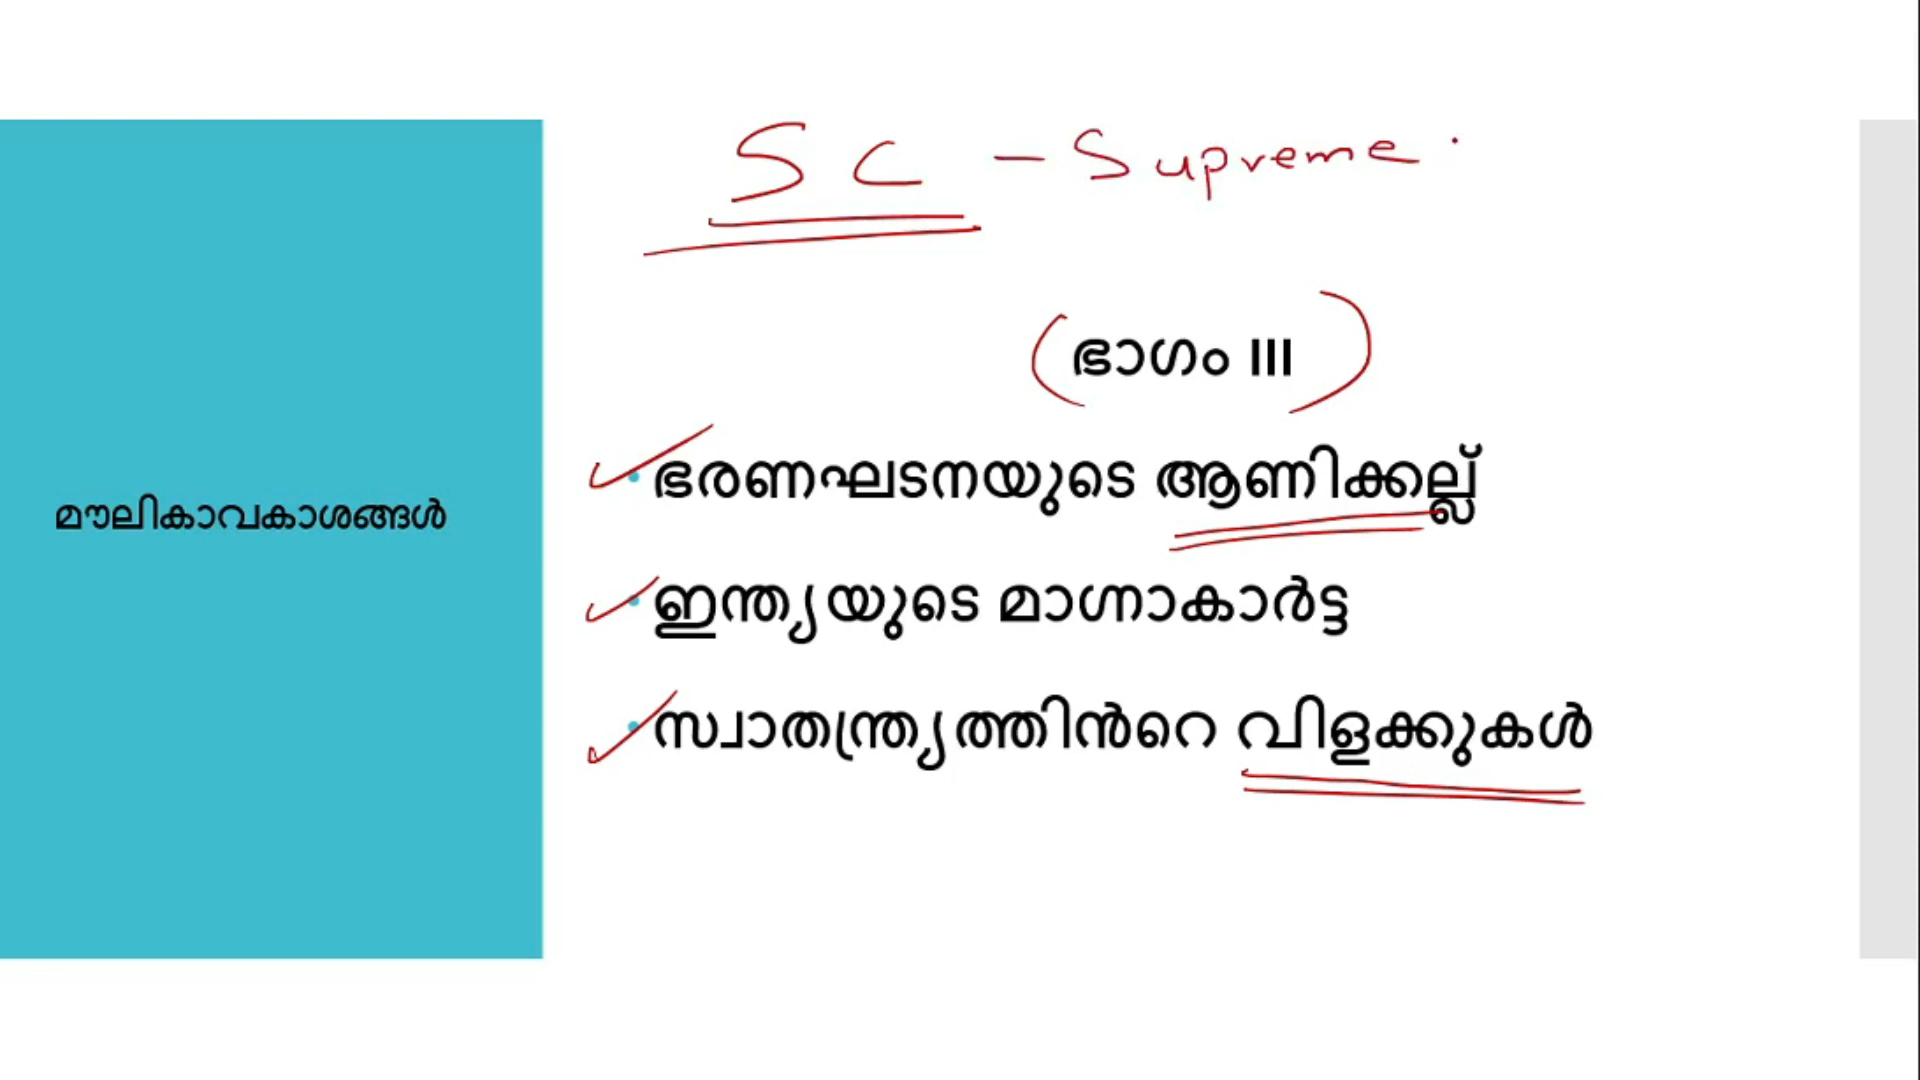 SC - Supreme.
ഭാഗം III
മൗലികാവകാശങ്ങൾ
• ഭരണഘടനയുടെ ആണിക്കല്ല്
• ഇന്ത്യയുടെ മാഗ്നാകാർട്ട
• സ്വാതന്ത്ര്യത്തിൻറെ വിളക്കുകൾ